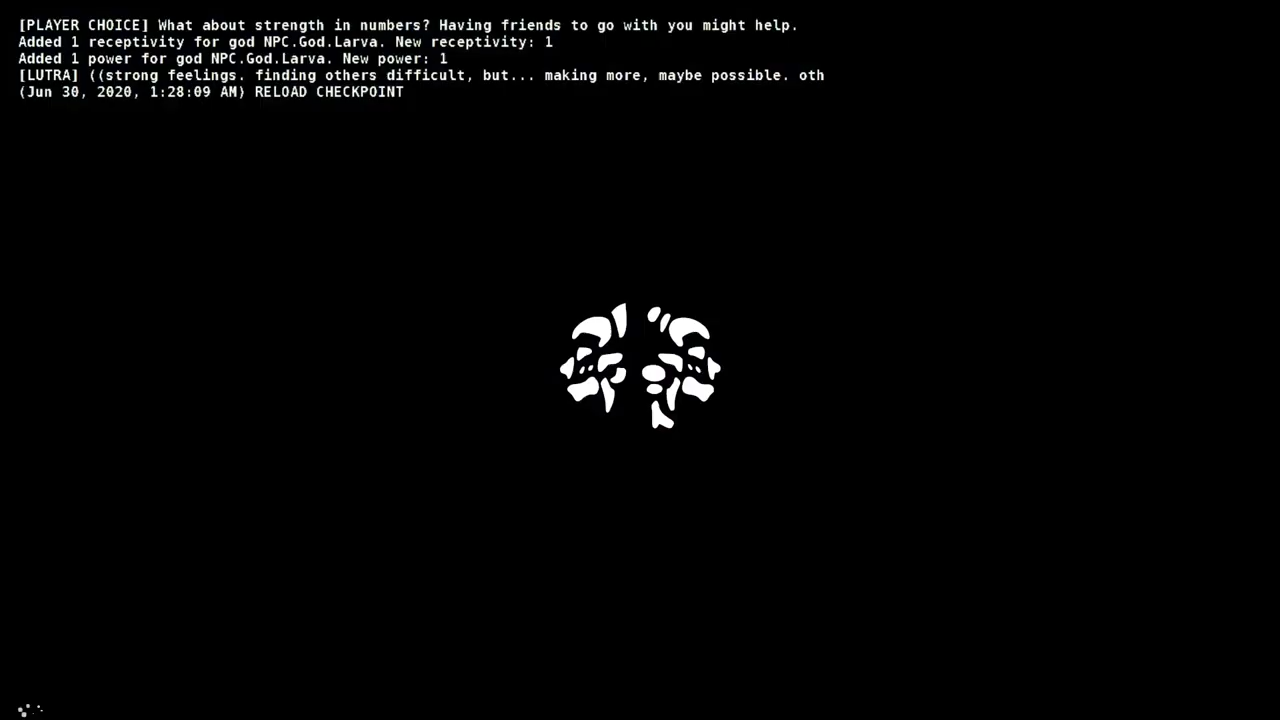 [PLAYER CHOICE] What about strength in numbers? Having friends to go with you might help.
Added 1 receptivity for god NPC.God.Larva. New receptivity: 1
Added 1 power for god NPC.God.Larva. New power: 1
[LUTRA] ((strong feelings. finding others difficult, but... making more, maybe possible. oth
(Jun 30, 2020, 1:28:09 AM) RELOAD CHECKPOINT